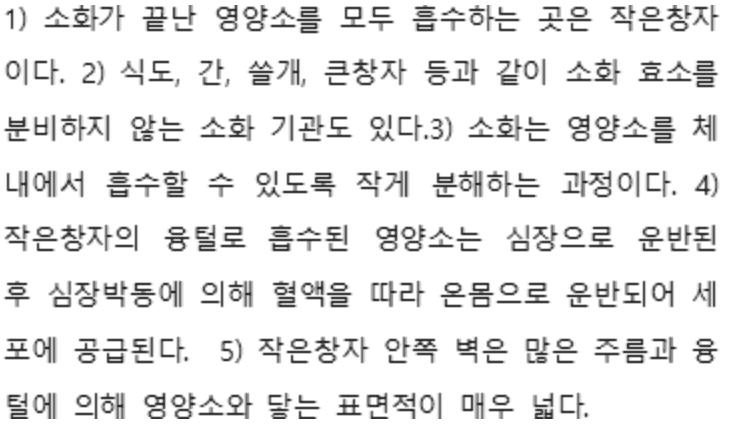 1) 소화가 끝난 영양소를 모두 흡수하는 곳은 작은창자
이다. 2) 식도, 간, 쓸개, 큰창자 등과 같이 소화 효소를
분비하지 않는 소화 기관도 있다.3) 소화는 영양소를 체
내에서 흡수할 수 있도록 작게 분해하는 과정이다. 4)
작은창자의 융털로 흡수된 영양소는 심장으로 운반된
후 심장박동에 의해 혈액을 따라 온몸으로 운반되어 세
포에 공급된다. 5) 작은창자 안쪽 벽은 많은 주름과 융
털에 의해 영양소와 닿는 표면적이 매우 넓다.